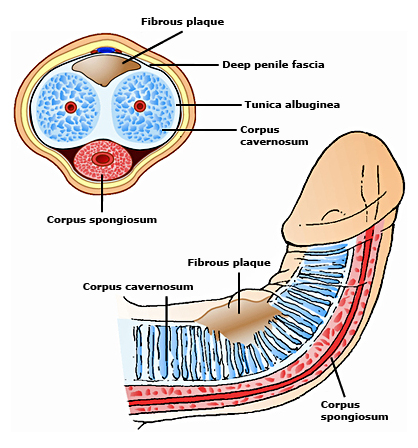 Fibrous plaque
Deep penile fascia
Tunica albuginea
Corpus
cavernosum
Corpus spongiosum
Fibrous plaque
Corpus cavernosum
Corpus
spongiosum